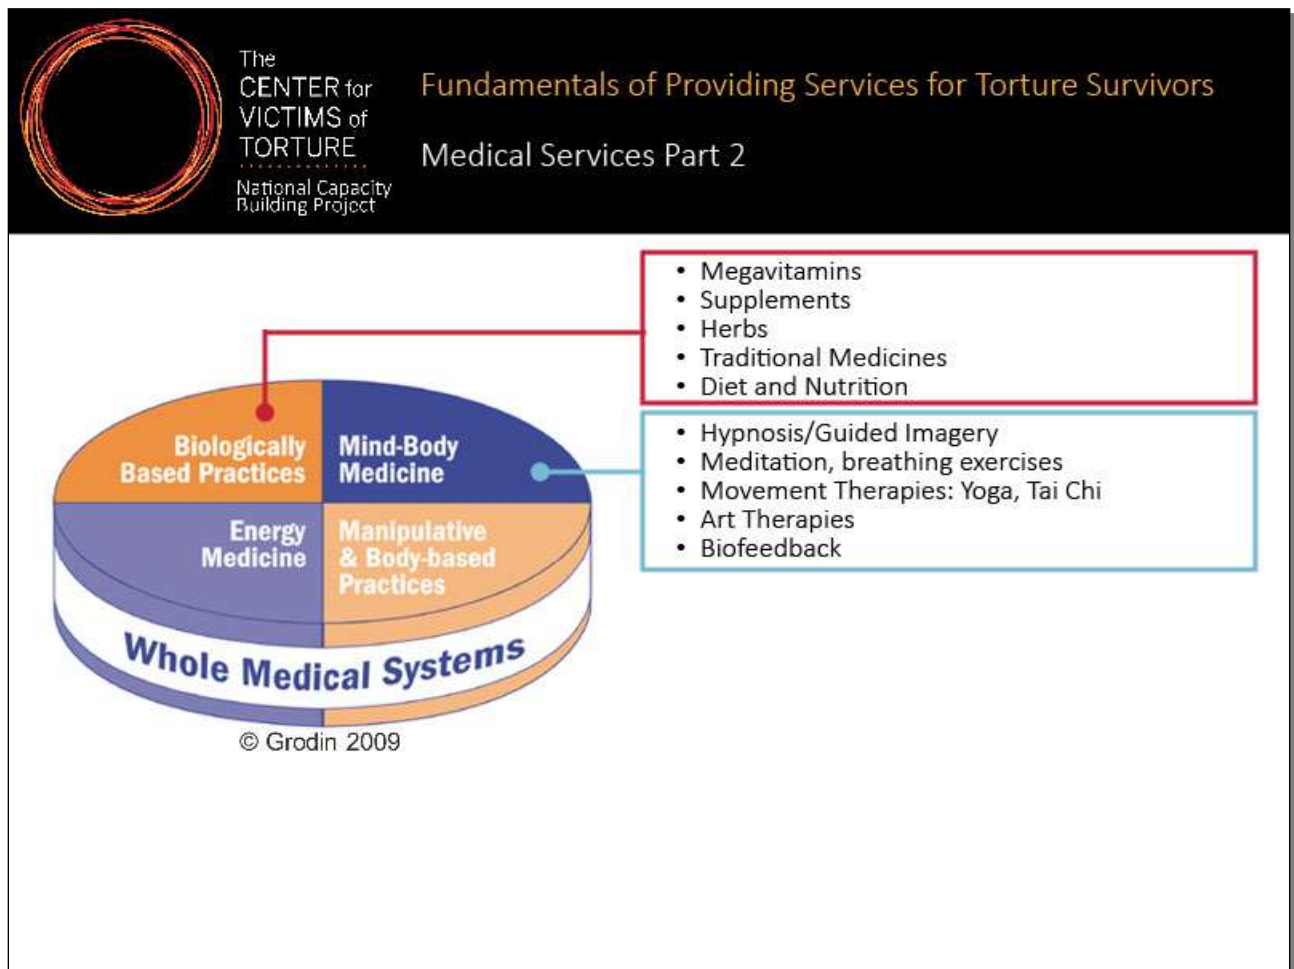 The
CENTER for
VICTIMS of
TORTURE
National Capacity
Building Project
Fundamentals of Providing Services for Torture Survivors
Medical Services Part 2
• Megavitamins
• Supplements
• Herbs
• Traditional Medicines
• Diet and Nutrition
• Hypnosis/Guided Imagery
• Meditation, breathing exercises
• Movement Therapies: Yoga, Tai Chi
• Art Therapies
• Biofeedback
Biologically
Based Practices
Mind-Body
Medicine
Energy
Medicine
Manipulative
& Body-based
Practices
Whole Medical Systems
© Grodin 2009